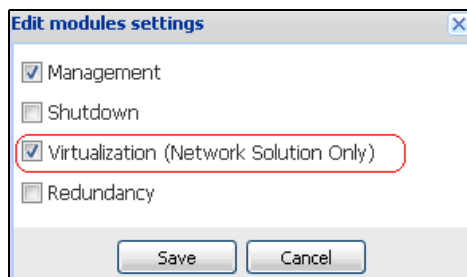 Edit modules settings
Management
Shutdown
Virtualization (Network Solution Only)
Redundancy
Save Cancel